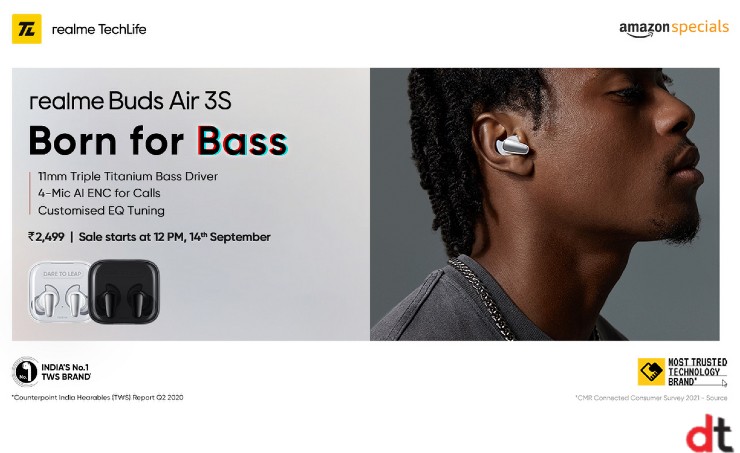 TL realme TechLife
amazon specials
realme Buds Air 3S
Born for Bass
11mm Triple Titanium Bass Driver
4-Mic AI ENC for Calls
Customised EQ Tuning
₹2,499 | Sale starts at 12 PM, 14th September
DARE TO LEAP
No.1
INDIA'S No.1
TWS BRAND*
*Counterpoint India Hearables (TWS) Report Q2 2020
MOST TRUSTED
TECHNOLOGY
BRAND*
*CMR Connected Consumer Survey 2021 - Source
dt